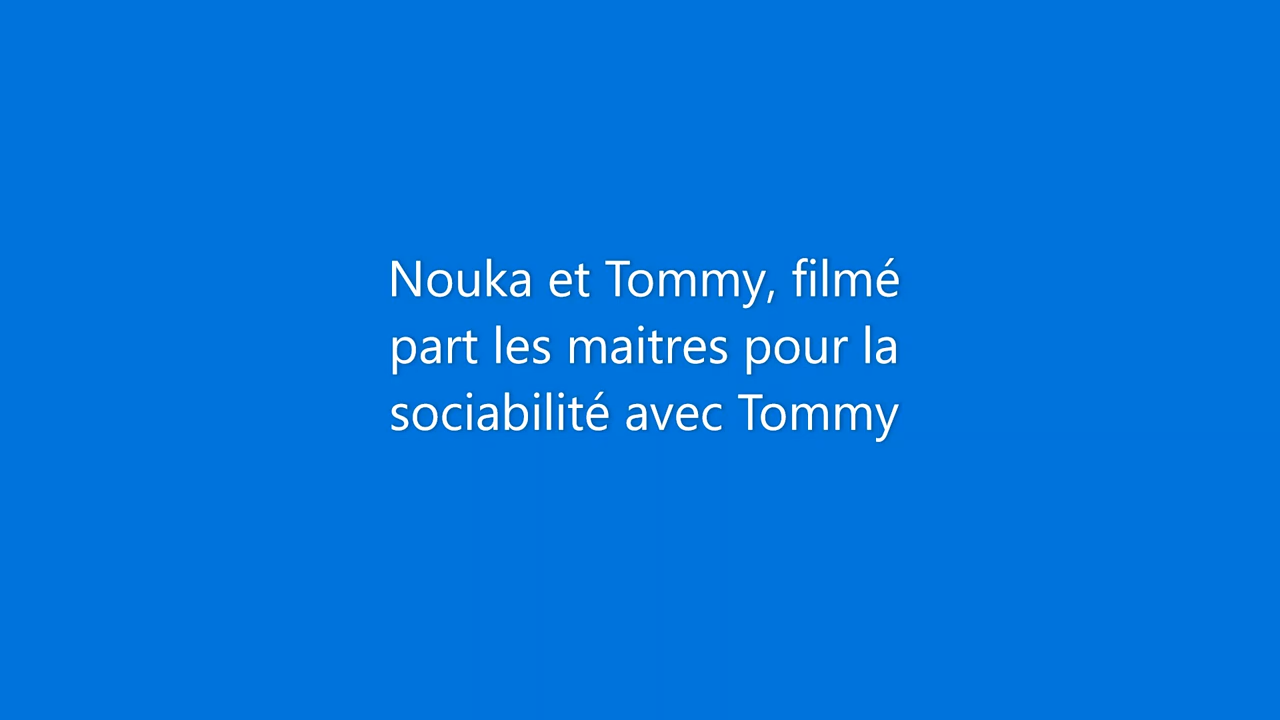 Nouka et Tommy, filmé
part les maitres pour la
sociabilité avec Tommy